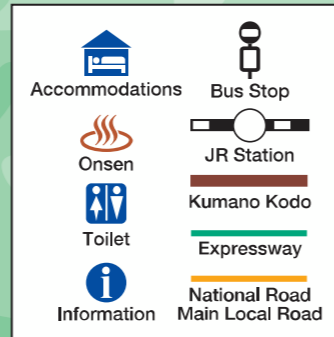 Accommodations
Bus Stop
Onsen
JR Station
Toilet
Kumano Kodo
Expressway
Information
National Road
Main Local Road